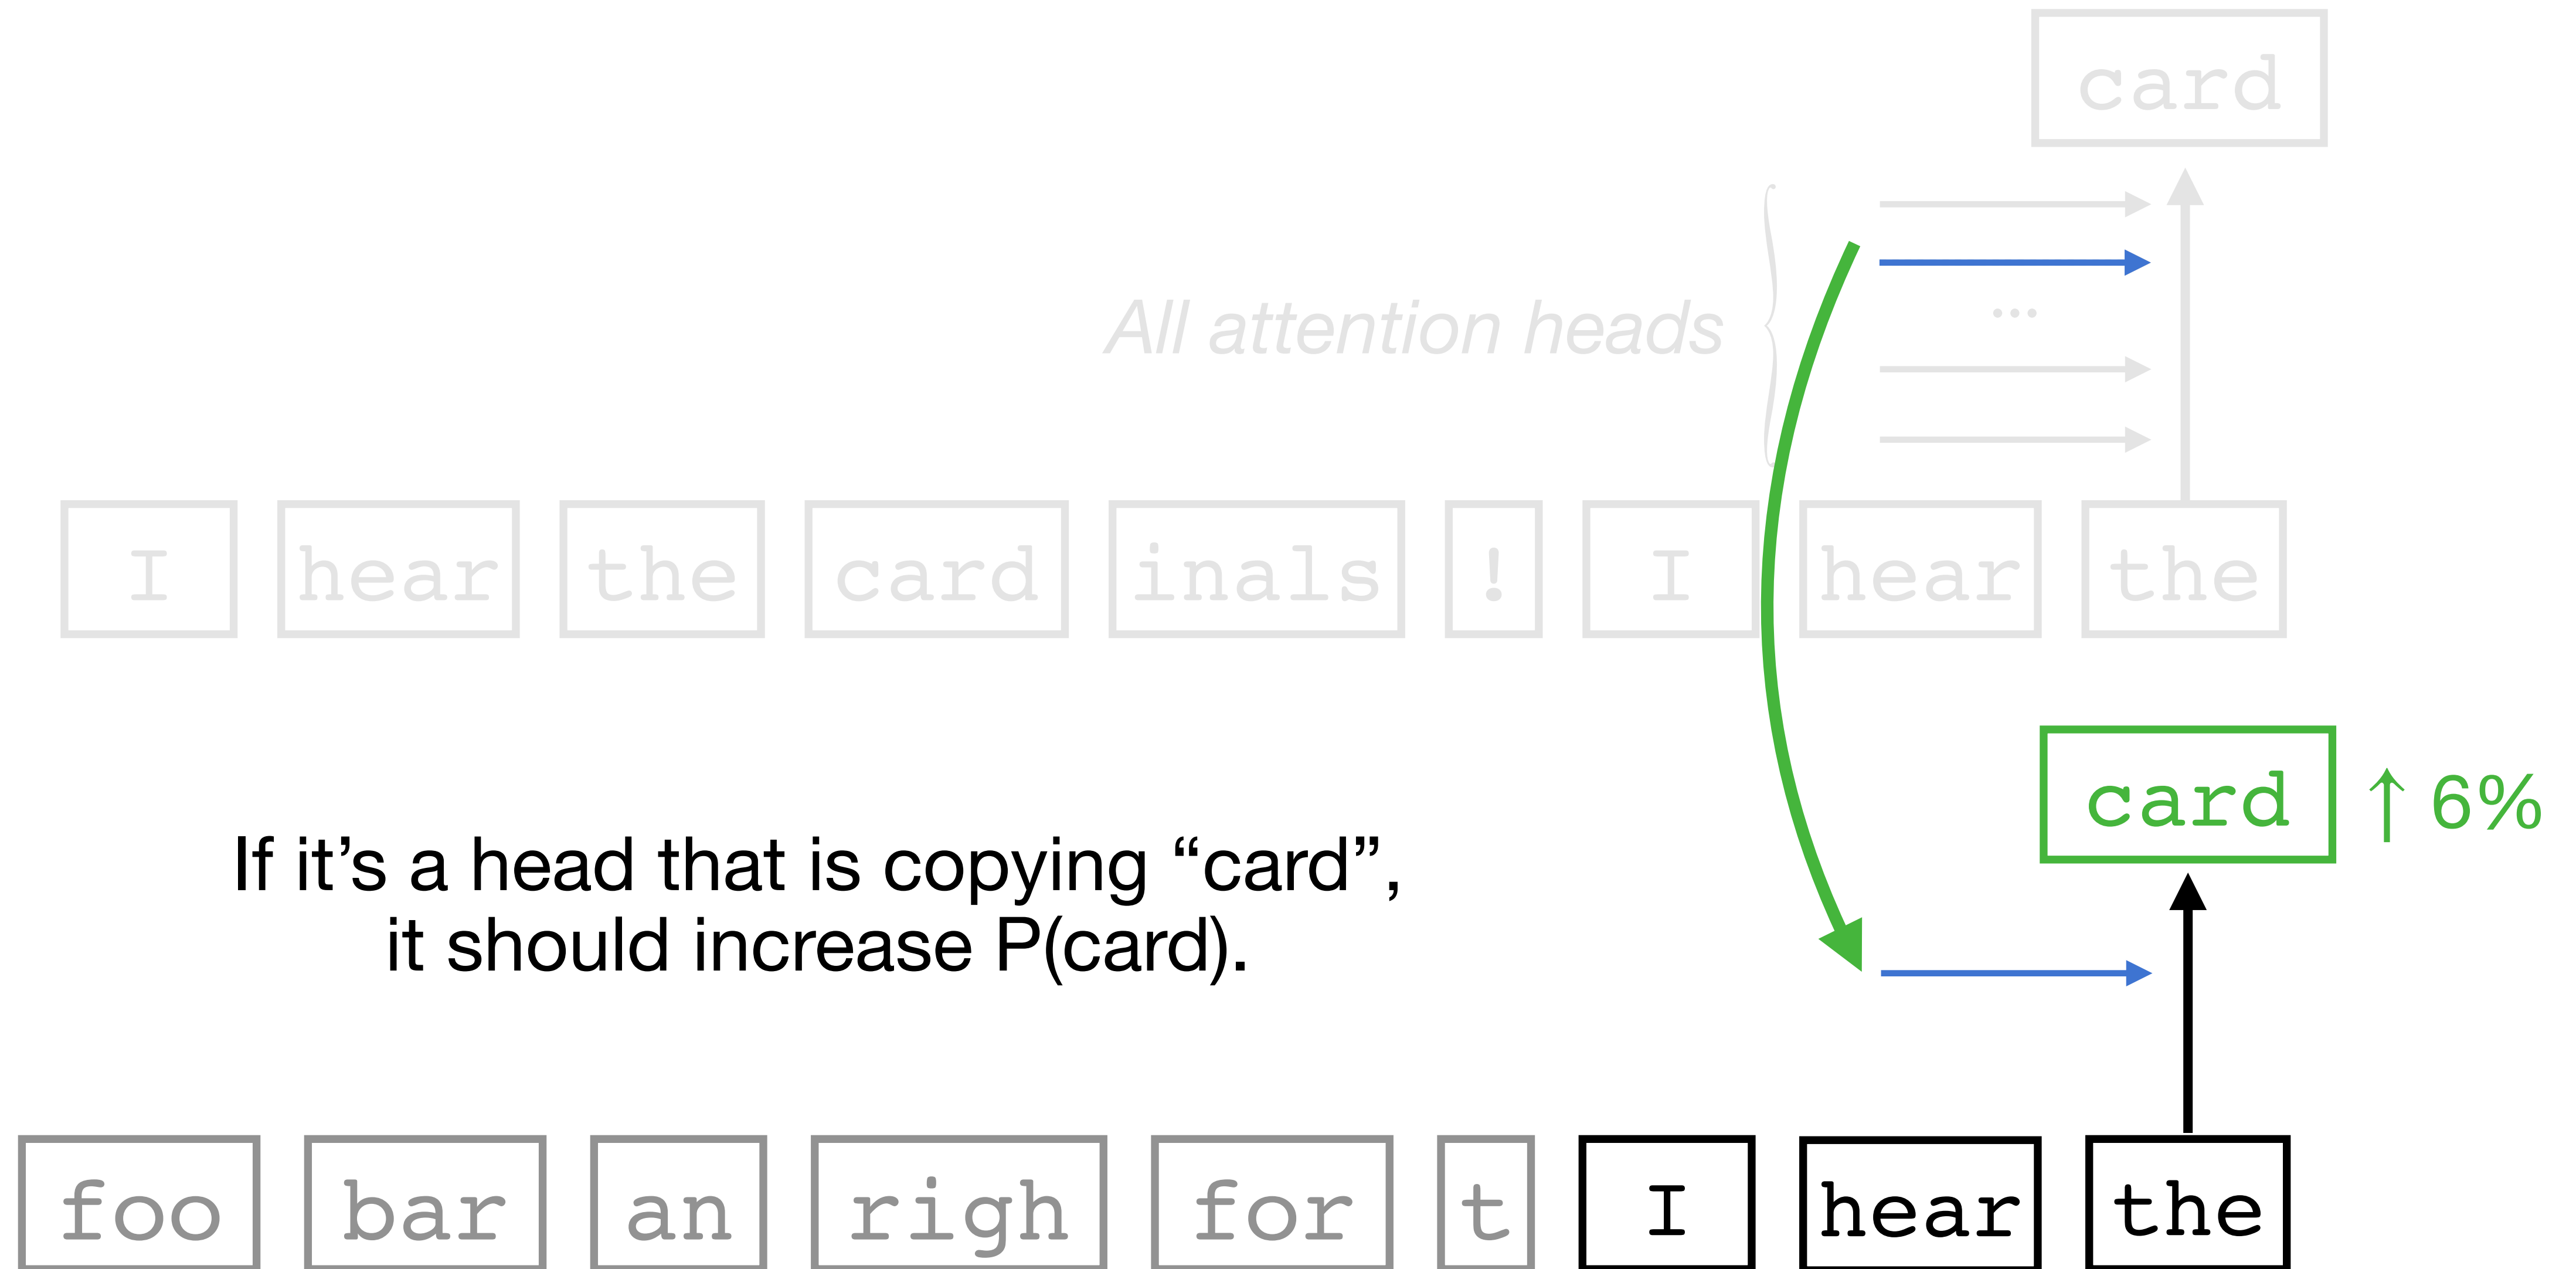 card
All attention heads
...
I hear the card inals ! I hear the
card ↑ 6%
If it’s a head that is copying “card”,
it should increase P(card).
foo bar an righ for t I hear the